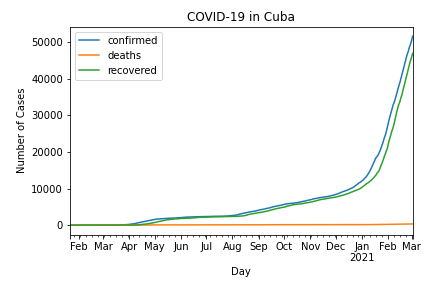 COVID-19 in Cuba
confirmed
deaths
recovered
Number of Cases
50000
40000
30000
20000
10000
0
Feb Mar Apr May Jun Jul Aug Sep Oct Nov Dec Jan Feb Mar
2021
Day